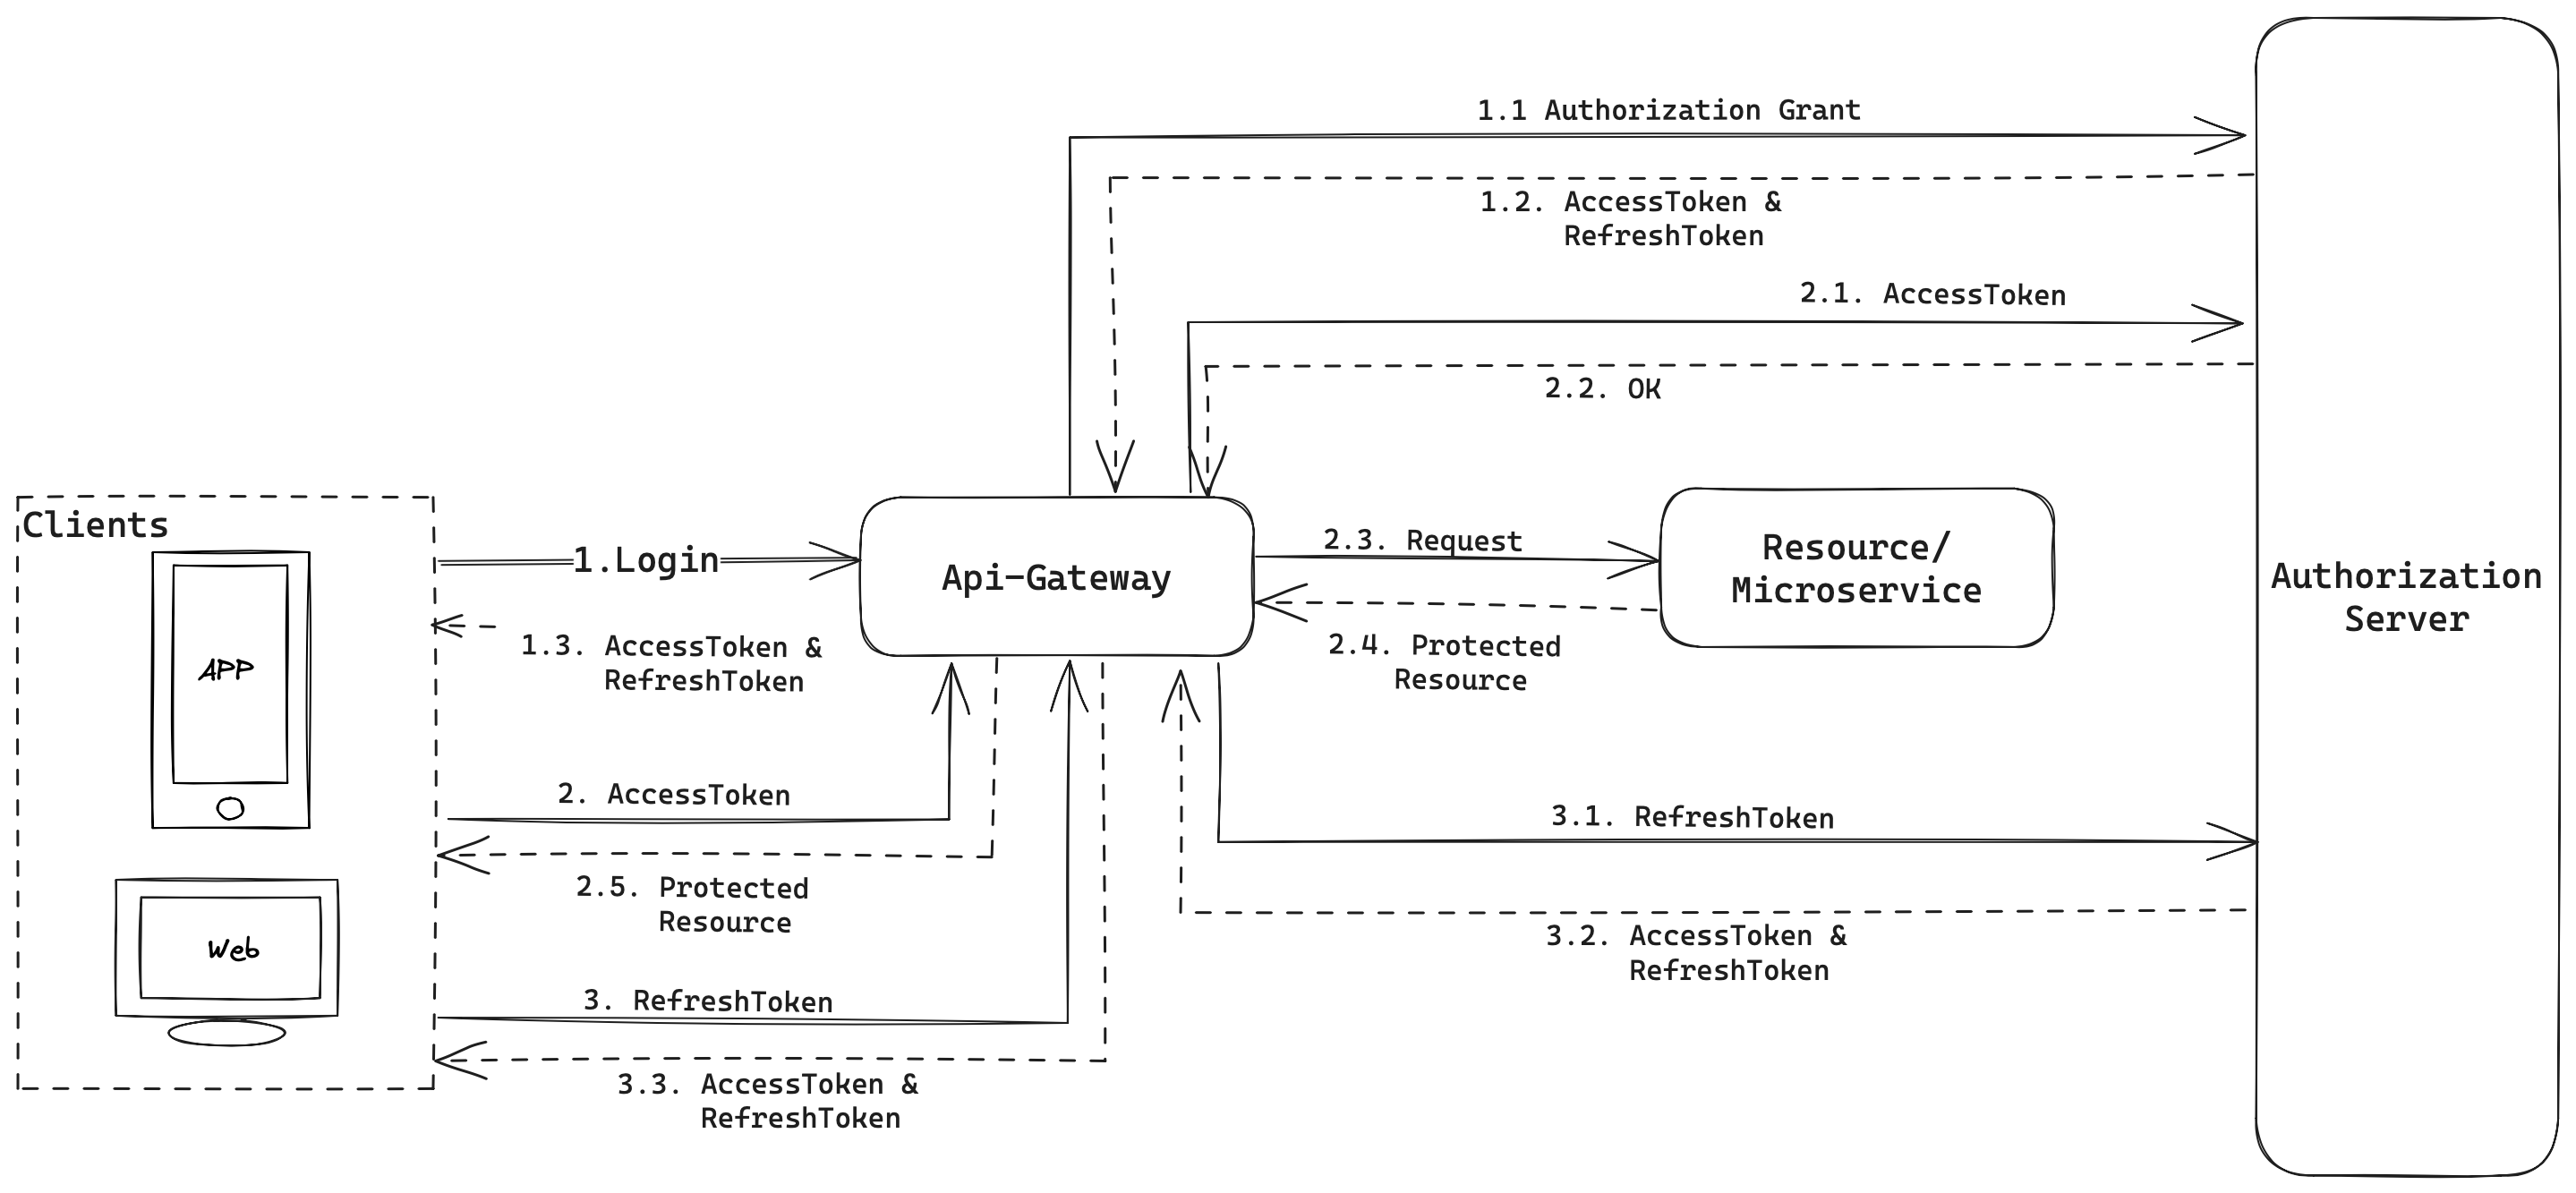 1.1 Authorization Grant
1.2. AccessToken &
RefreshToken
2.1. AccessToken
2.2. OK
Clients
APP
Web
1.Login
1.3. AccessToken &
RefreshToken
Api-Gateway
2.3. Request
2.4. Protected
Resource
Resource/
Microservice
Authorization
Server
2. AccessToken
2.5. Protected
Resource
3. RefreshToken
3.3. AccessToken &
RefreshToken
3.1. RefreshToken
3.2. AccessToken &
RefreshToken